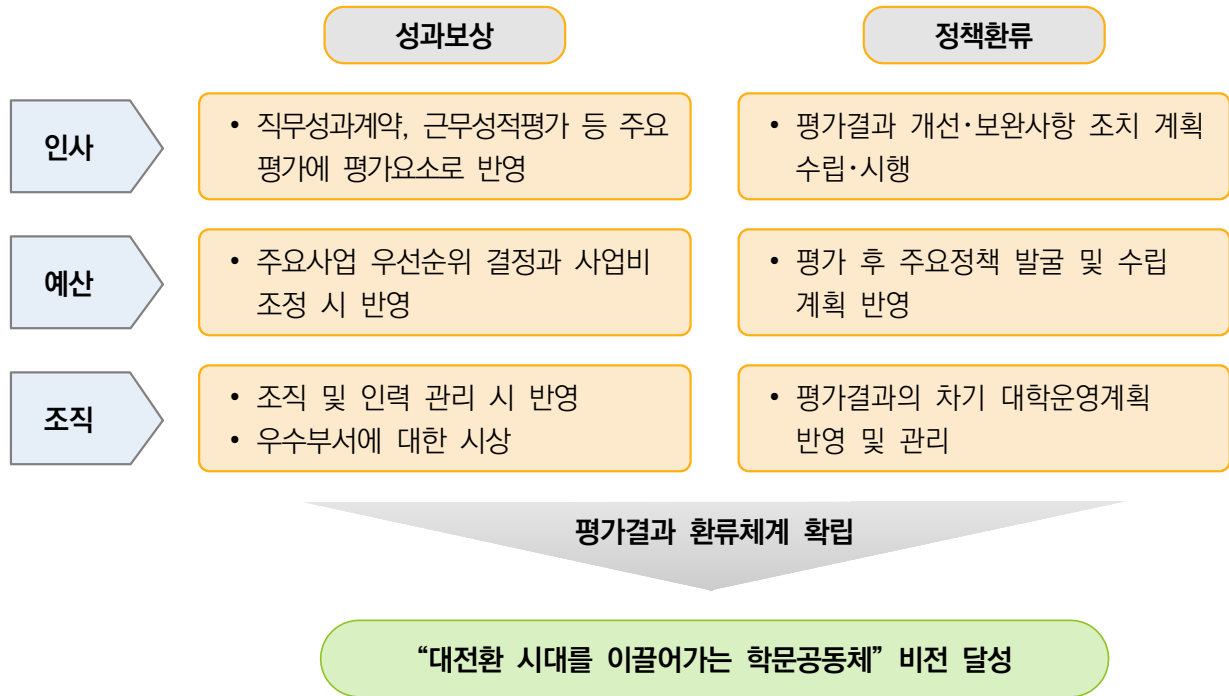 성과보상
정책환류
인사
• 직무성과계약, 근무성적평가 등 주요
평가에 평가요소로 반영
• 평가결과 개선·보완사항 조치 계획
수립·시행
예산
• 주요사업 우선순위 결정과 사업비
조정 시 반영
• 평가 후 주요정책 발굴 및 수립
계획 반영
조직
• 조직 및 인력 관리 시 반영
• 우수부서에 대한 시상
• 평가결과의 차기 대학운영계획
반영 및 관리
평가결과 환류체계 확립
“대전환 시대를 이끌어가는 학문공동체” 비전 달성